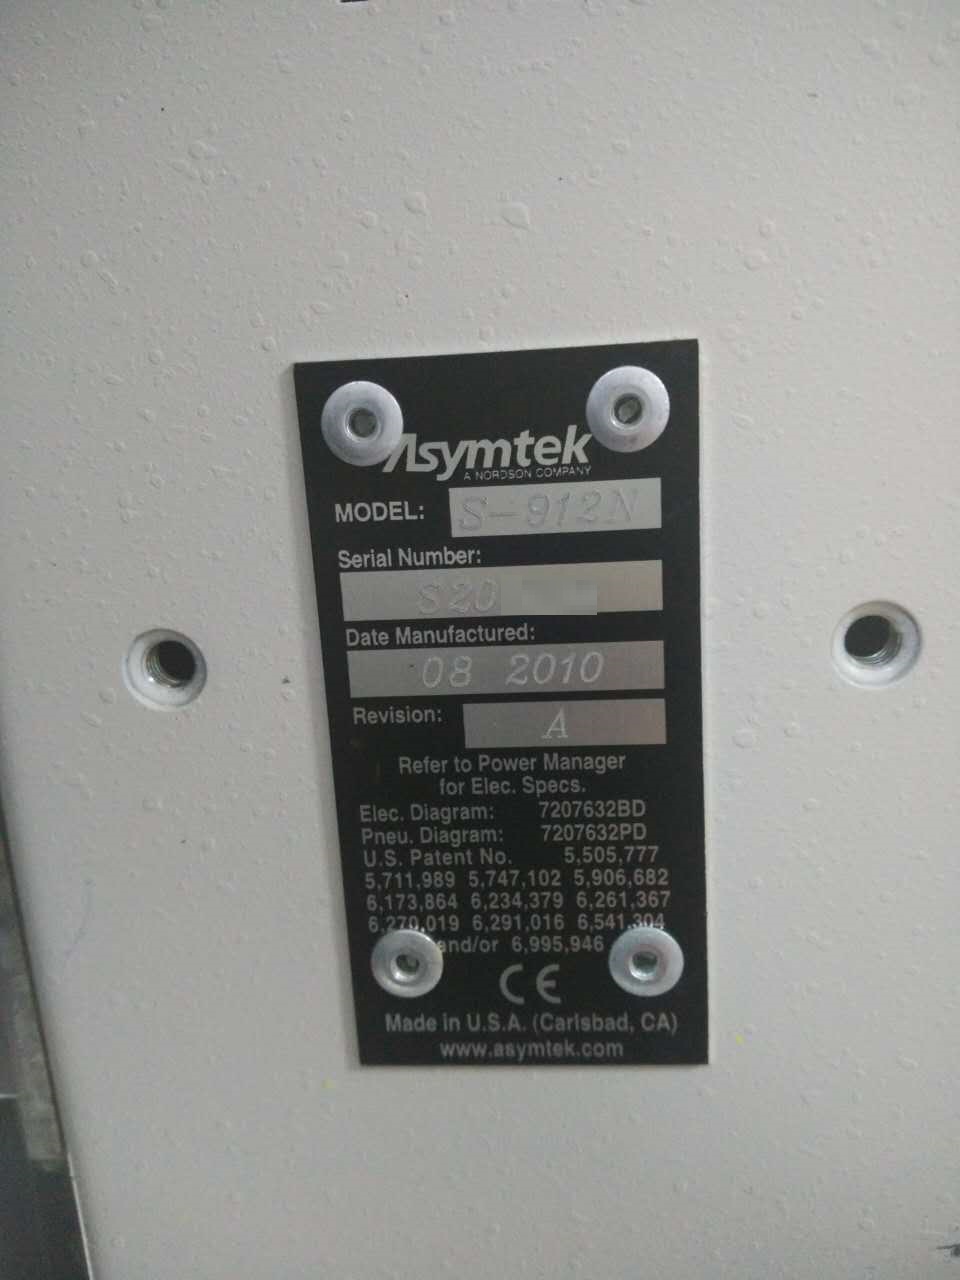 Asymtek
A NORDSON COMPANY
MODEL: S-912N
Serial Number:
S20
Date Manufactured:
08 2010
Revision: A
Refer to Power Manager
for Elec. Specs.
Elec. Diagram: 7207632BD
Pneu. Diagram: 7207632PD
U.S. Patent No. 5,505,777
5,711,989 5,747,102 5,906,682
6,173,864 6,234,379 6,261,367
6,270,019 6,291,016 6,541,304
and/or 6,995,946
CE
Made in U.S.A. (Carlsbad, CA)
www.asymtek.com